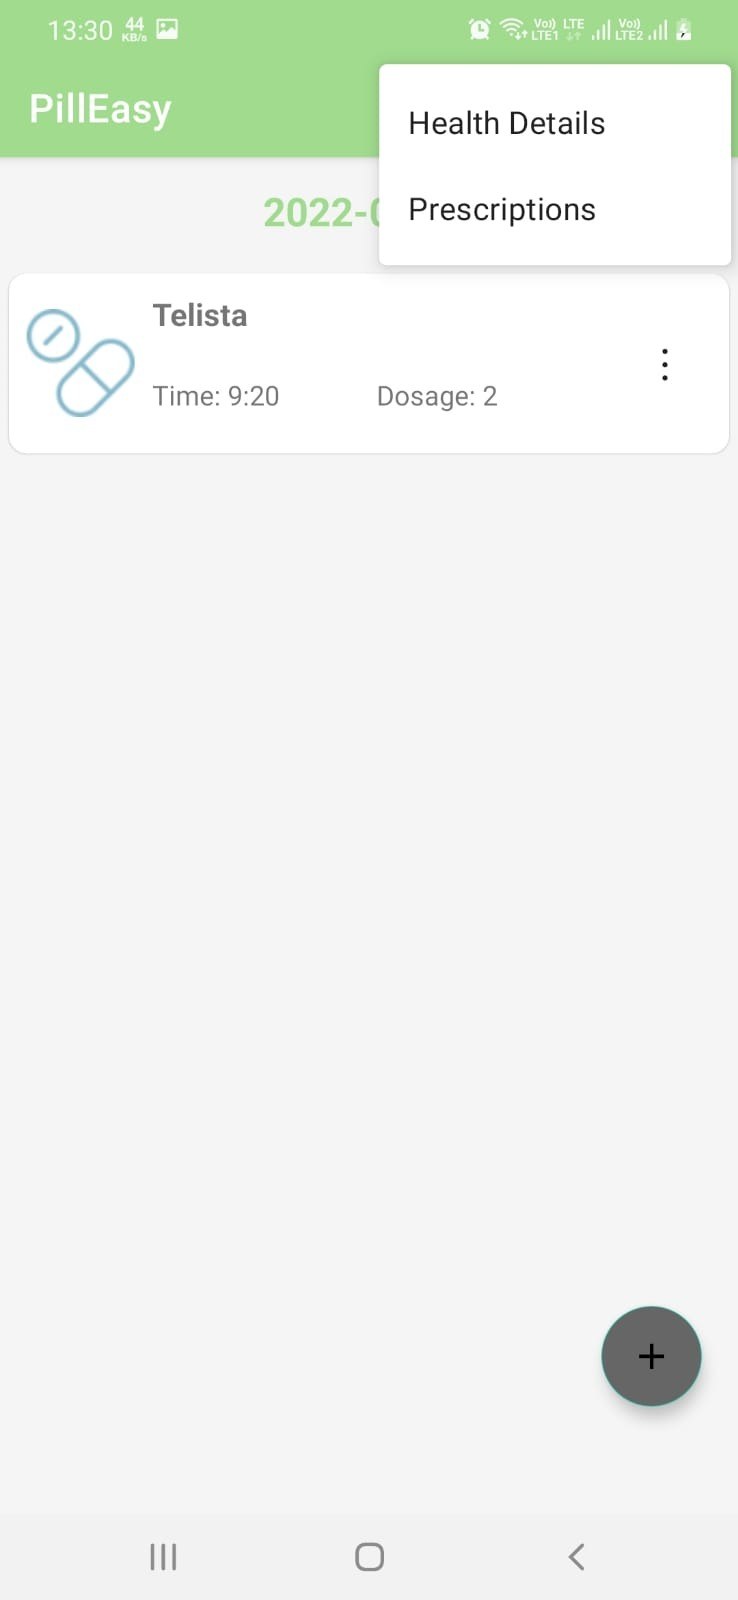 13:30 44 KB/s Vo)) LTE1 LTE Vo)) LTE2
PillEasy
Health Details
Prescriptions
2022-
Telista
Time: 9:20 Dosage: 2
+